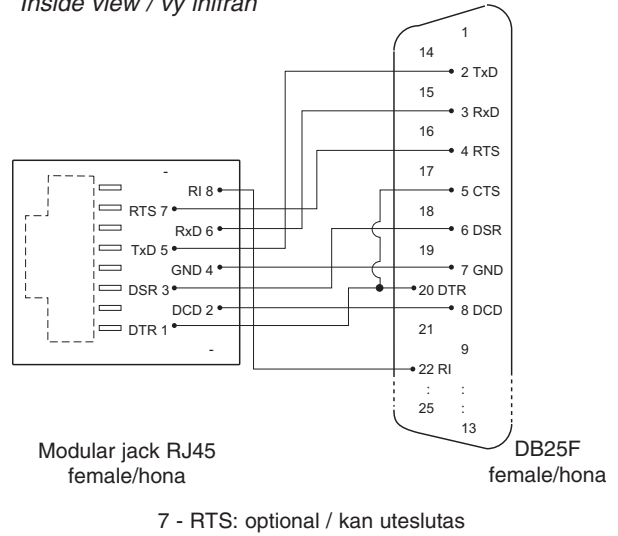 Inside view / vy inifrån
1
14
2 TxD
15
3 RxD
16
4 RTS
17
5 CTS
18
6 DSR
19
7 GND
20 DTR
8 DCD
21
9
22 RI
: :
25 :
13
-
RI 8
RTS 7
RxD 6
TxD 5
GND 4
DSR 3
DCD 2
DTR 1
-
Modular jack RJ45
female/hona
DB25F
female/hona
7 - RTS: optional / kan uteslutas